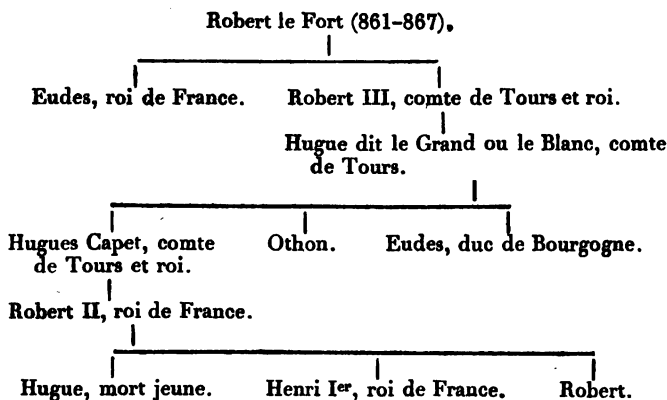 Robert le Fort (861-867).
Eudes, roi de France. Robert III, comte de Tours et roi.
Hugue dit le Grand ou le Blanc, comte
de Tours.
Hugues Capet, comte
de Tours et roi.
Othon.
Eudes, duc de Bourgogne.
Robert II, roi de France.
Hugue, mort jeune. Henri Ier, roi de France. Robert.